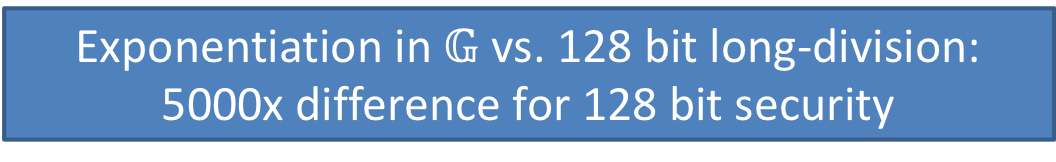 Exponentiation in 𝔾 vs. 128 bit long-division:
5000x difference for 128 bit security